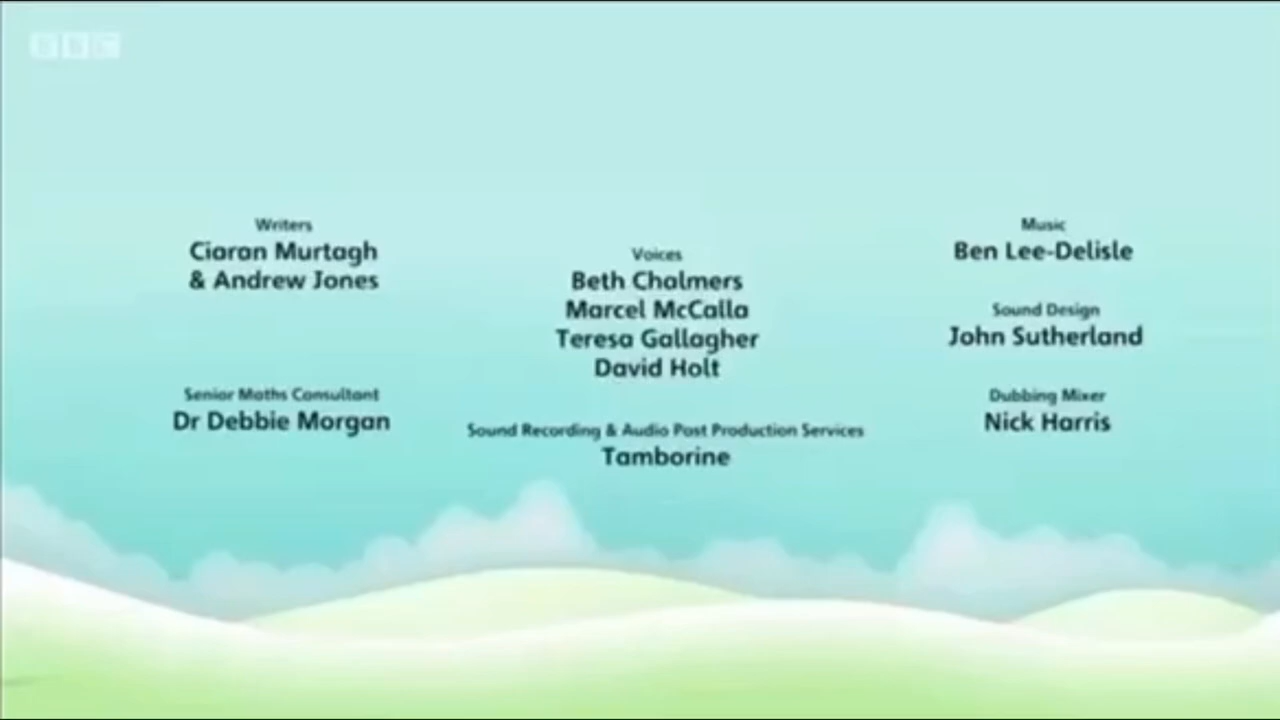 BBC
Writers
Ciaran Murtagh
& Andrew Jones
Senior Maths Consultant
Dr Debbie Morgan
Voices
Beth Chalmers
Marcel McCalla
Teresa Gallagher
David Holt
Sound Recording & Audio Post Production Services
Tamborine
Music
Ben Lee-Delisle
Sound Design
John Sutherland
Dubbing Mixer
Nick Harris